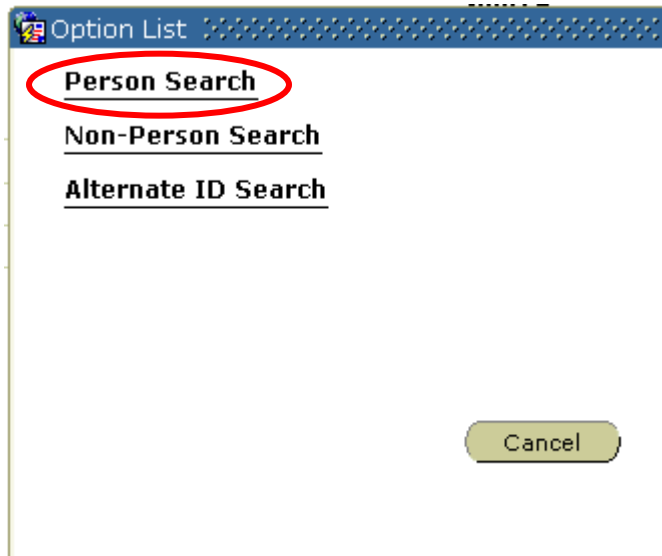 Option List
Person Search
Non-Person Search
Alternate ID Search
Cancel